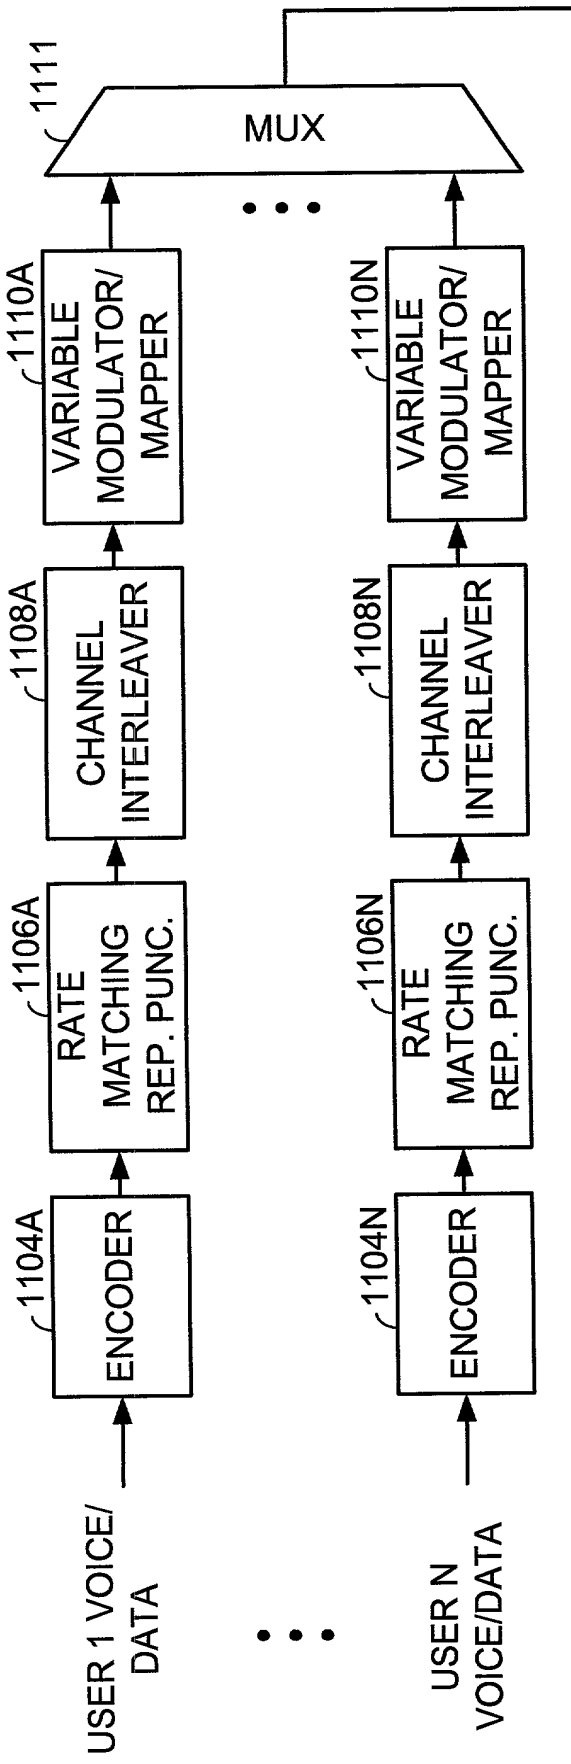 USER 1 VOICE/
DATA
1104A
ENCODER
1106A
RATE
MATCHING
REP. PUNC.
1108A
CHANNEL
INTERLEAVER
1110A
VARIABLE
MODULATOR/
MAPPER
1111
MUX
USER N
VOICE/DATA
1104N
ENCODER
1106N
RATE
MATCHING
REP. PUNC.
1108N
CHANNEL
INTERLEAVER
1110N
VARIABLE
MODULATOR/
MAPPER